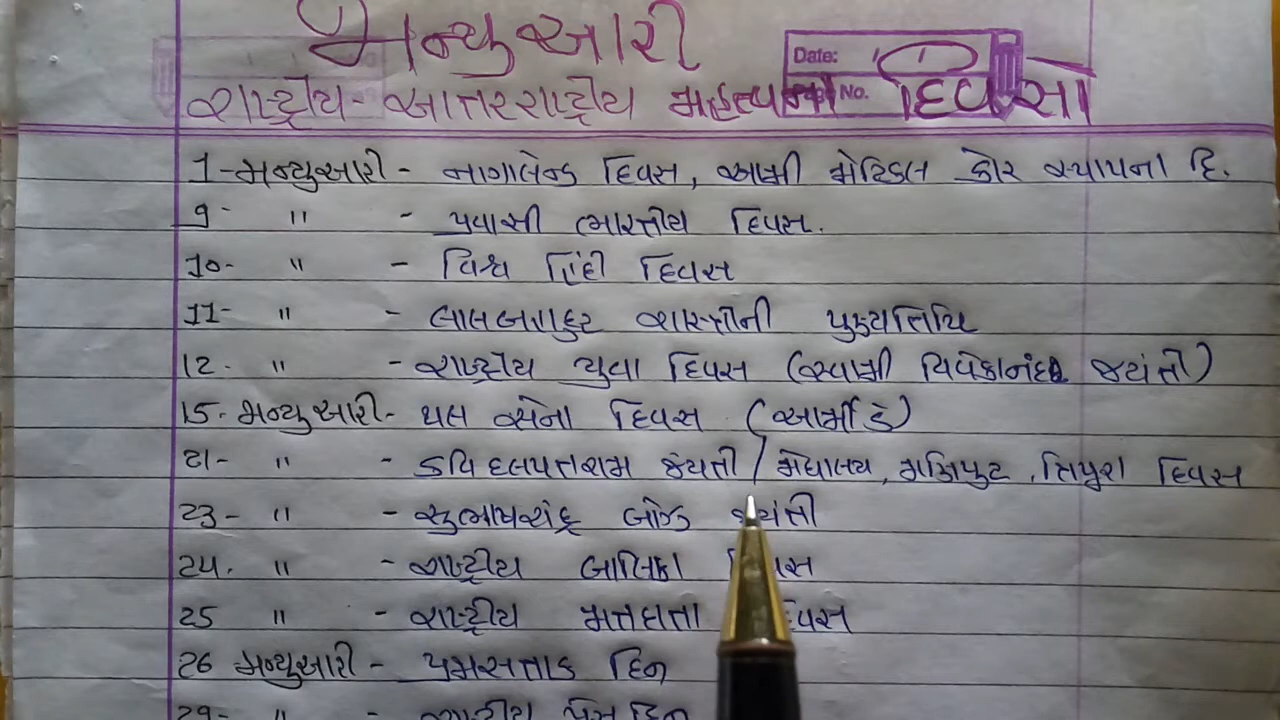 જાન્યુઆરી
Date:
રાષ્ટ્રીય - આંતરરાષ્ટ્રીય મહત્વના દિવસો
No.
1 - જાન્યુઆરી - નાગાલેન્ડ દિવસ, આર્મી મેડિકલ કોર સ્થાપના દિ.
9 - " - પ્રવાસી ભારતીય દિવસ.
10 - " - વિશ્વ હિંદી દિવસ
11 - " - લાલબહાદુર શાસ્ત્રીની પુણ્યતિથિ
12. " - રાષ્ટ્રીય યુવા દિવસ (સ્વામી વિવેકાનંદ જયંતી)
15. જાન્યુઆરી - થલ સેના દિવસ (આર્મી ડે)
21 - " - કવિ દલપતરામ જયંતી / મેઘાલય, મણિપુર, ત્રિપુરા દિવસ
23 - " - સુભાષચંદ્ર બોઝ જયંતી
24. " - રાષ્ટ્રીય બાલિકા દિવસ
25 " - રાષ્ટ્રીય મતદાતા દિવસ
26 જાન્યુઆરી - પ્રજાસત્તાક દિન
29 - " - રાષ્ટ્રીય પ્રેસ દિન